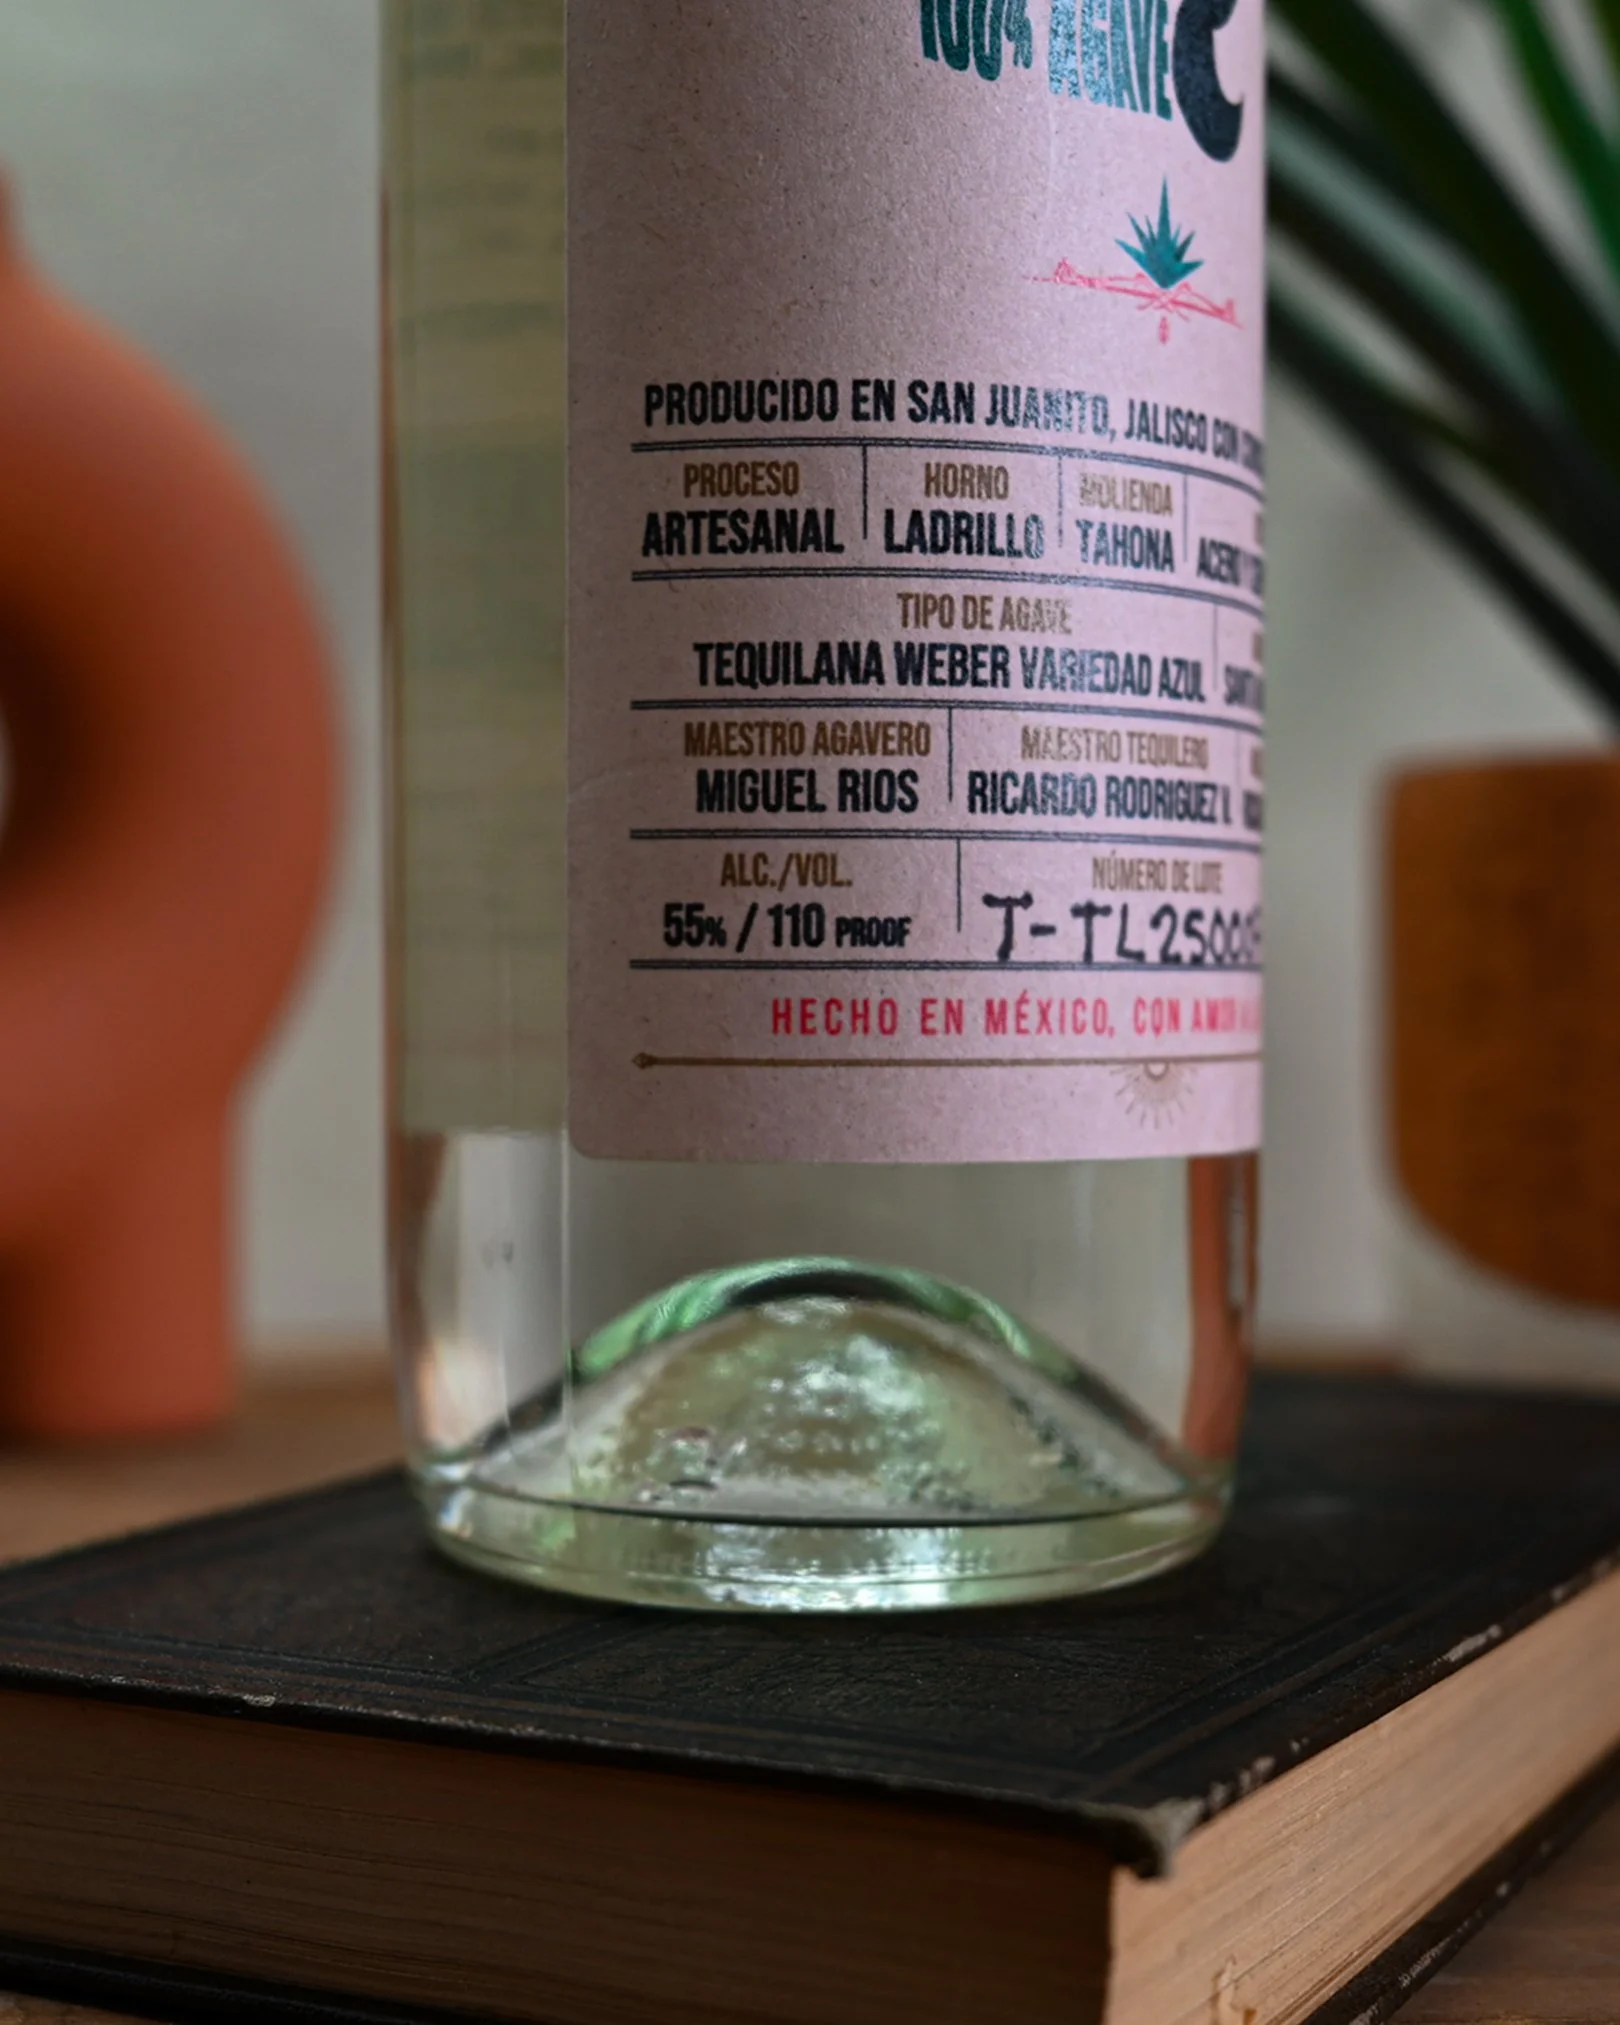 100% AGAVE
PRODUCIDO EN SAN JUANITO, JALISCO CON
PROCESO HORNO MOLIENDA
ARTESANAL LADRILLO TAHONA ACERO
TIPO DE AGAVE
TEQUILANA WEBER VARIEDAD AZUL
MAESTRO AGAVERO MAESTRO TEQUILERO
MIGUEL RIOS RICARDO RODRIGUEZ
ALC./VOL. NÚMERO DE LOTE
55% / 110 PROOF
HECHO EN MÉXICO, CON AMOR